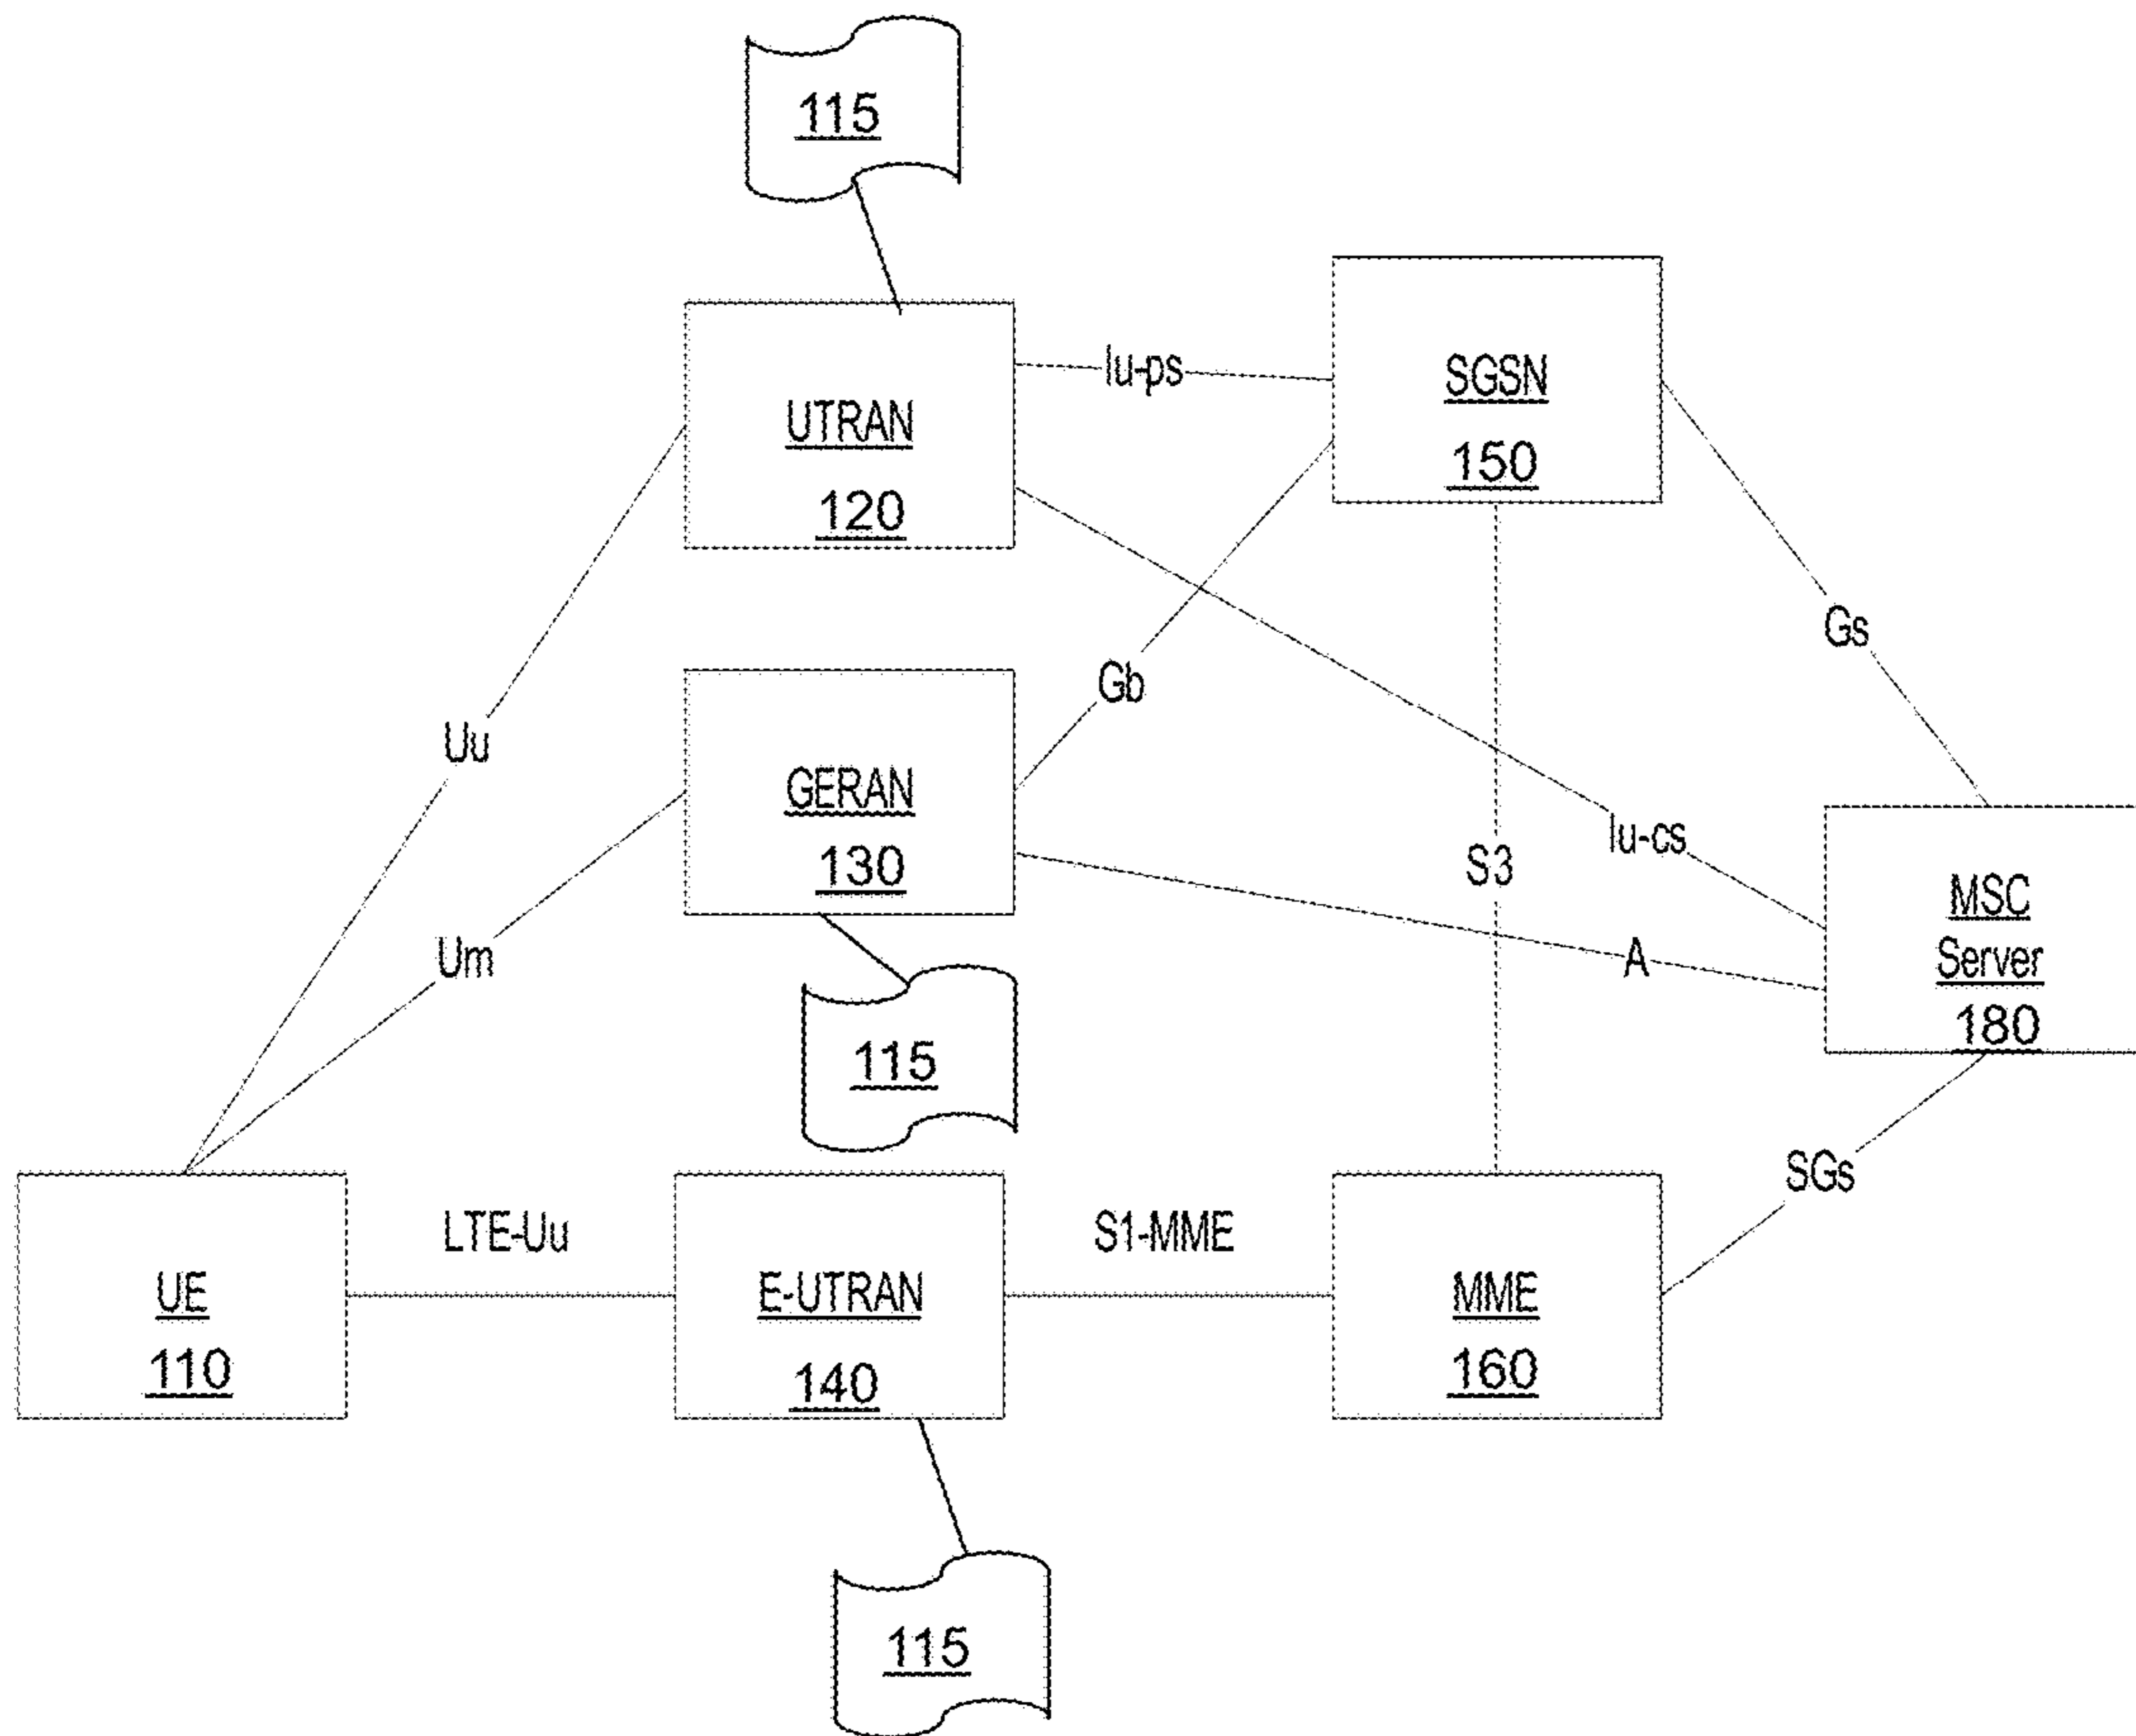 115
Iu-ps
SGSN
150
UTRAN
120
Gs
Gb
Uu
GERAN
130
Iu-cs
S3
MSC
Server
180
Um
A
115
SGs
LTE-Uu
S1-MME
UE
110
E-UTRAN
140
MME
160
115